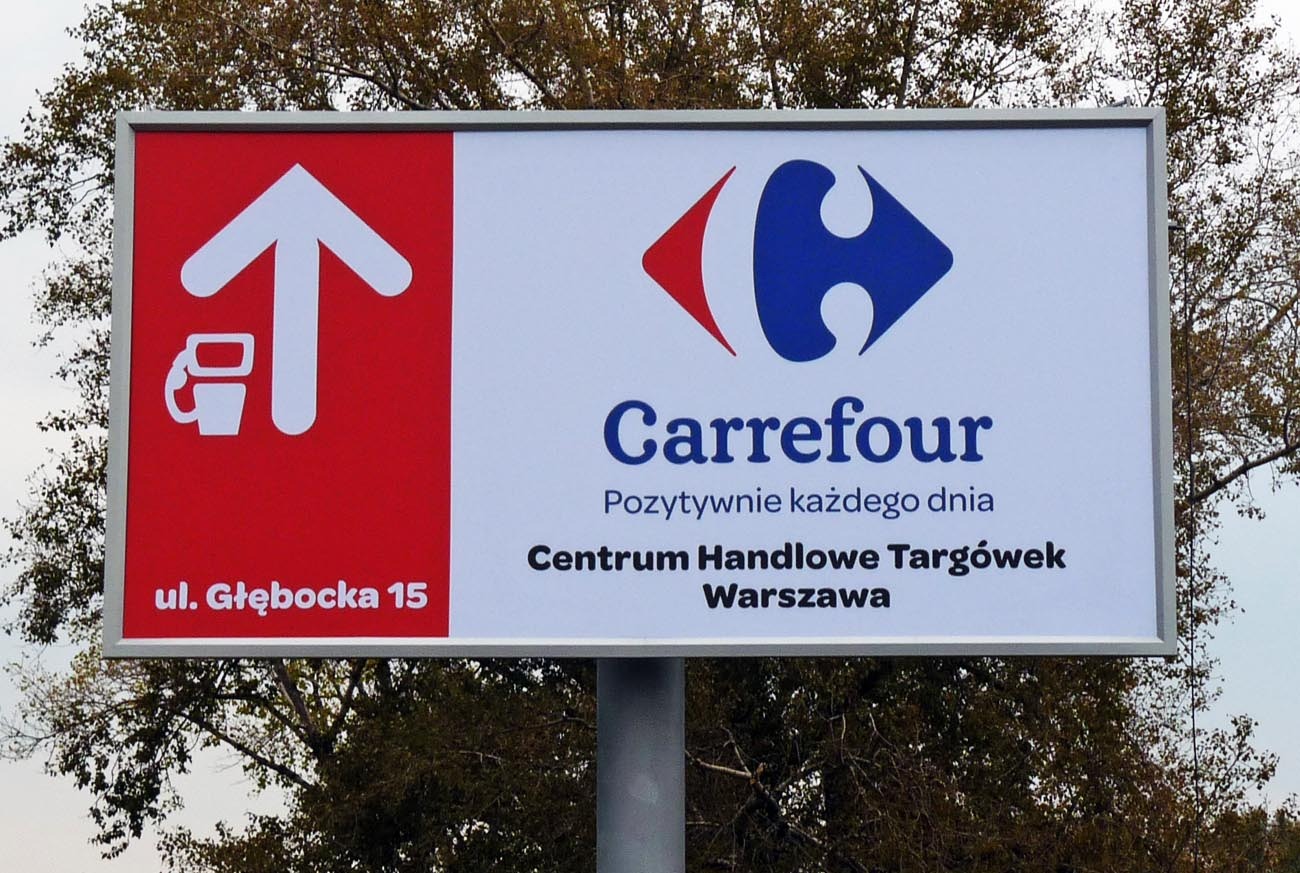 ul. Głębocka 15
Carrefour
Pozytywnie każdego dnia
Centrum Handlowe Targówek
Warszawa